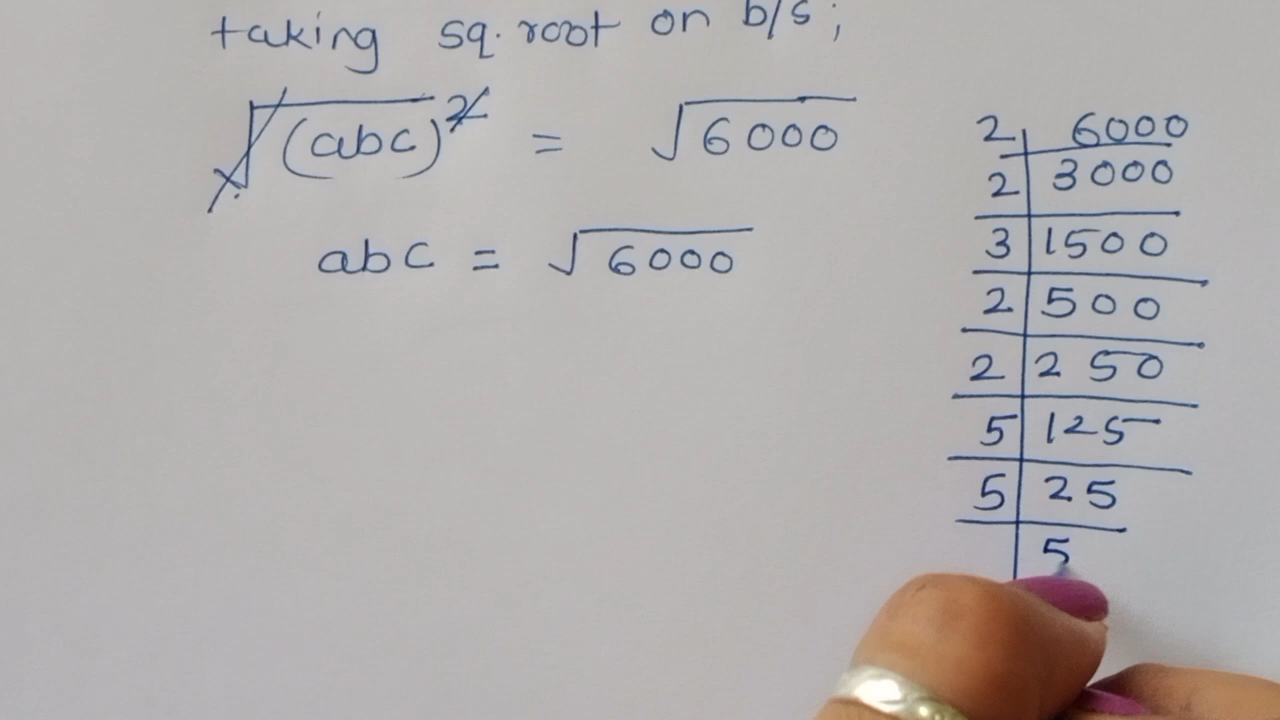 taking sq. root on b/s;
√(abc)² = √6000
abc = √6000
2 6000
2 3000
3 1500
2 500
2 250
5 125
5 25
5